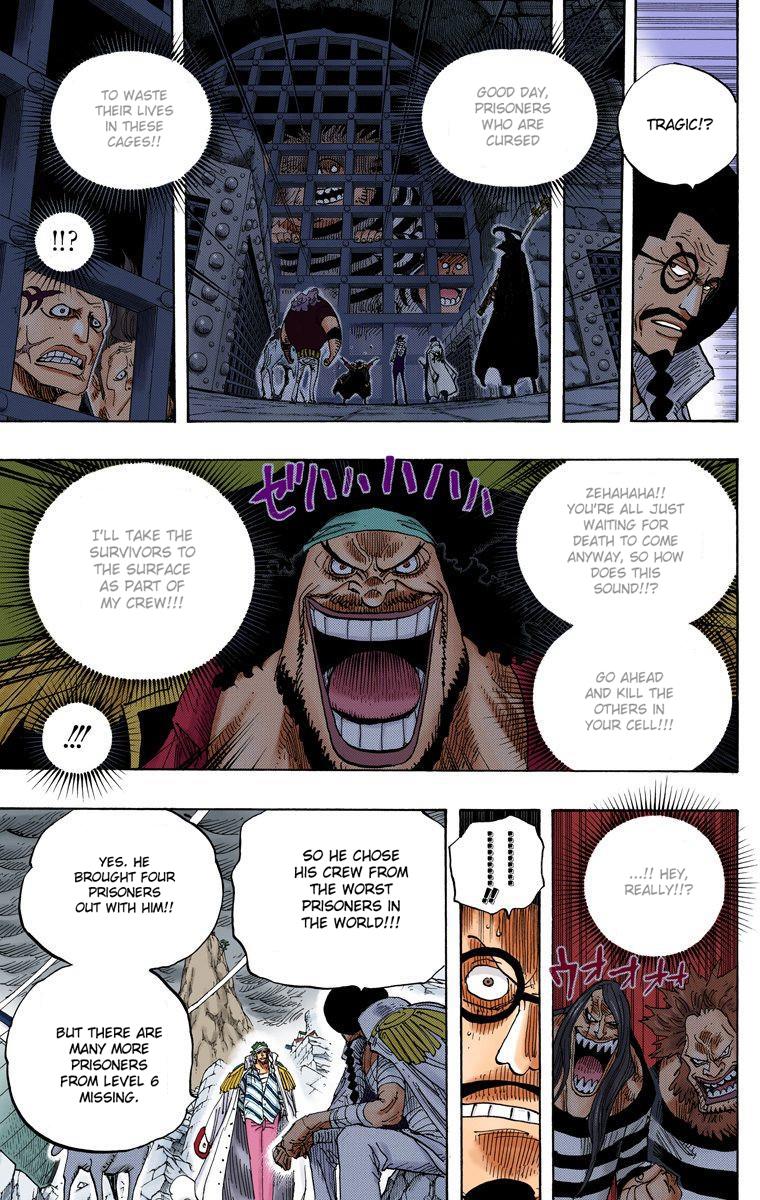 TRAGIC!?
GOOD DAY,
PRISONERS
WHO ARE
CURSED
TO WASTE
THEIR LIVES
IN THESE
CAGES!!
!!?
ZEHAHAHA!!
YOU'RE ALL JUST
WAITING FOR
DEATH TO COME
ANYWAY, SO HOW
DOES THIS
SOUND!!?
GO AHEAD
AND KILL THE
OTHERS IN
YOUR CELL!!!
ゼハハハハハハ
I'LL TAKE THE
SURVIVORS TO
THE SURFACE
AS PART OF
MY CREW!!!
!!!
...!! HEY,
REALLY!!?
ウオオオオオ
!!
SO HE CHOSE
HIS CREW FROM
THE WORST
PRISONERS IN
THE WORLD!!!
YES. HE
BROUGHT FOUR
PRISONERS
OUT WITH HIM!!
BUT THERE ARE
MANY MORE
PRISONERS
FROM LEVEL 6
MISSING.